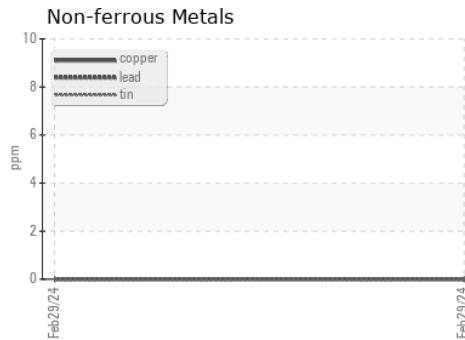 Non-ferrous Metals
10
8
6
4
2
0
ppm
copper
lead
tin
Feb29/24
Feb29/24